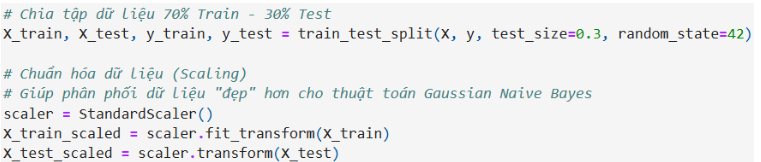 # Chia tập dữ liệu 70% Train - 30% Test
X_train, X_test, y_train, y_test = train_test_split(X, y, test_size=0.3, random_state=42)
# Chuẩn hóa dữ liệu (Scaling)
# Giúp phân phối dữ liệu "đẹp" hơn cho thuật toán Gaussian Naive Bayes
scaler = StandardScaler()
X_train_scaled = scaler.fit_transform(X_train)
X_test_scaled = scaler.transform(X_test)